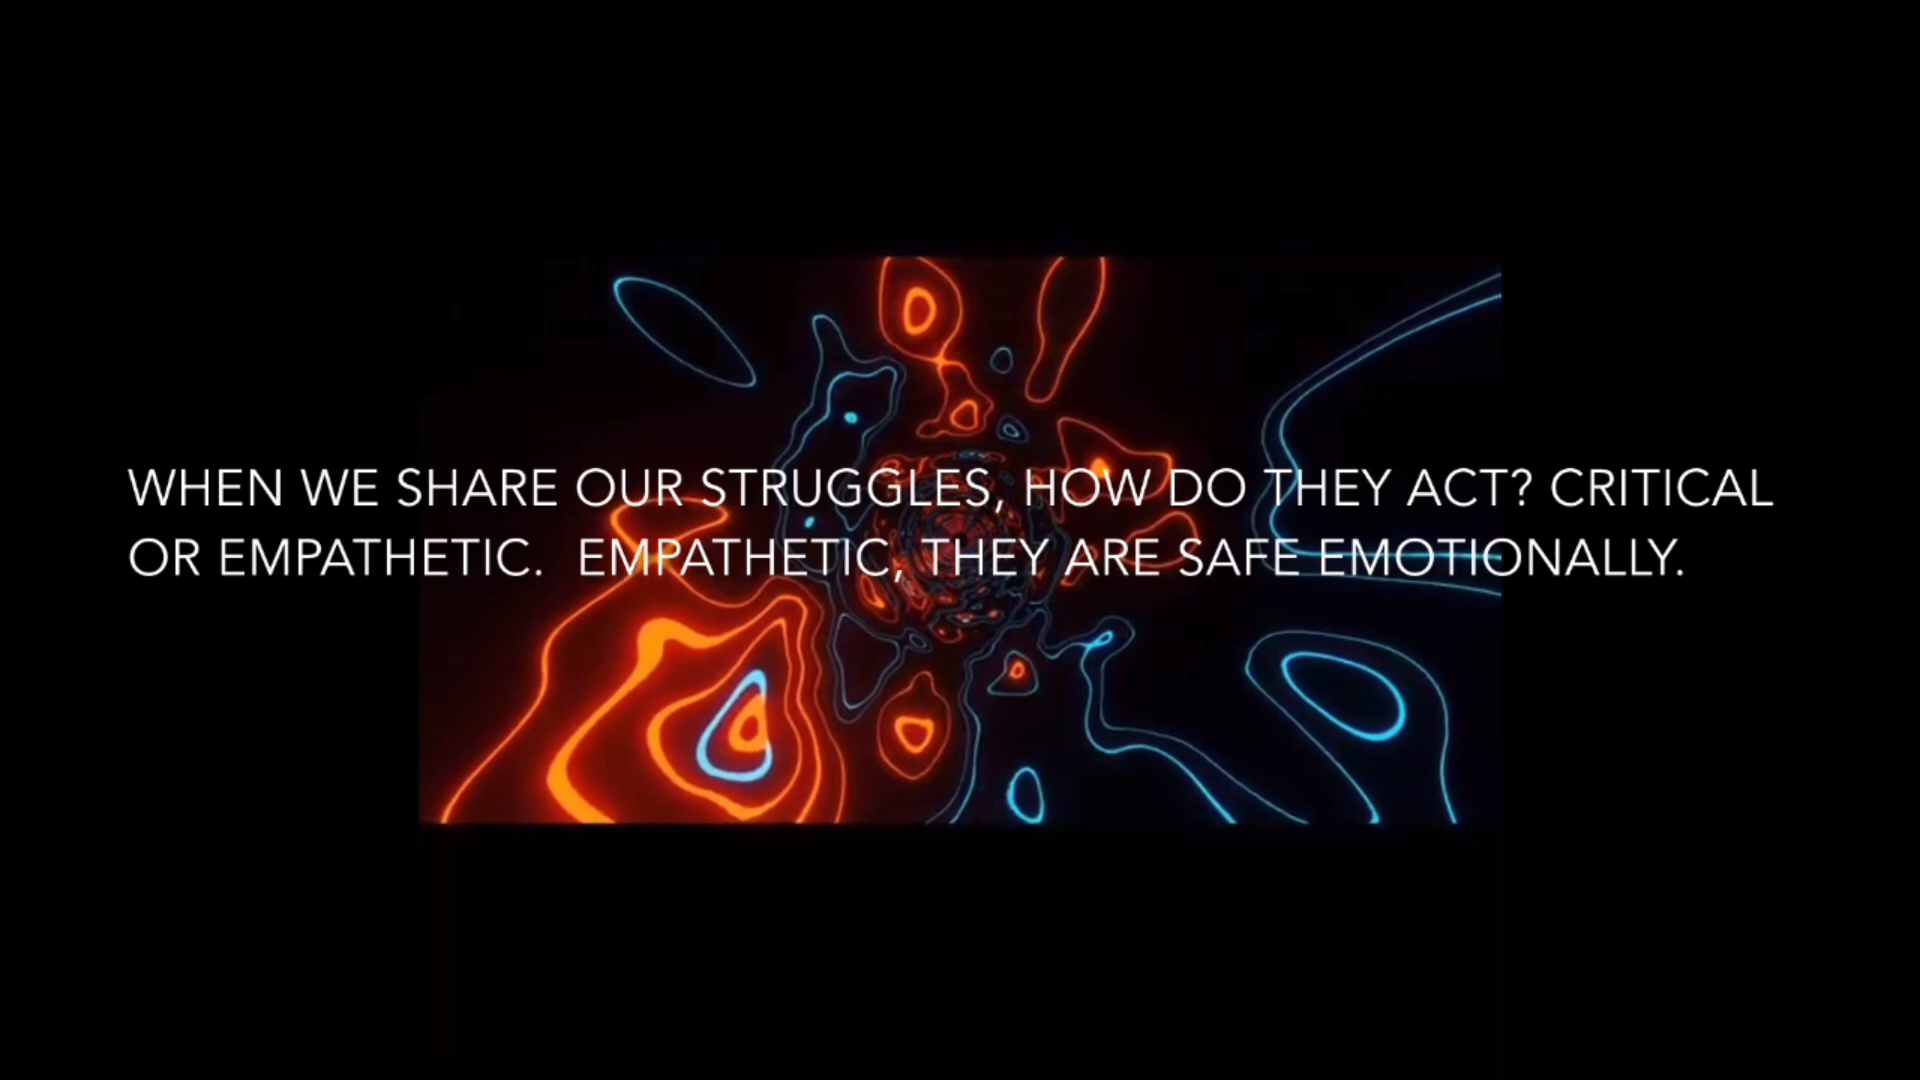 WHEN WE SHARE OUR STRUGGLES, HOW DO THEY ACT? CRITICAL
OR EMPATHETIC.  EMPATHETIC, THEY ARE SAFE EMOTIONALLY.